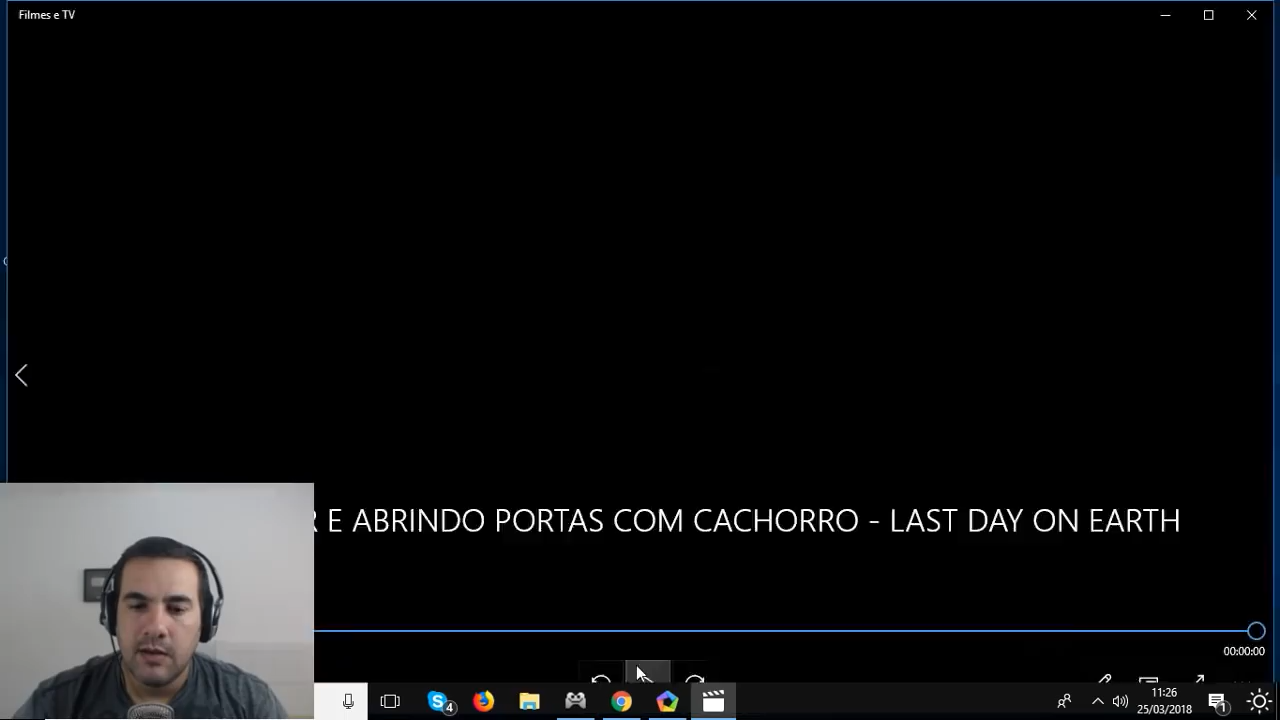 Filmes e TV
E ABRINDO PORTAS COM CACHORRO - LAST DAY ON EARTH
00:00:00
4
11:26
25/03/2018
1